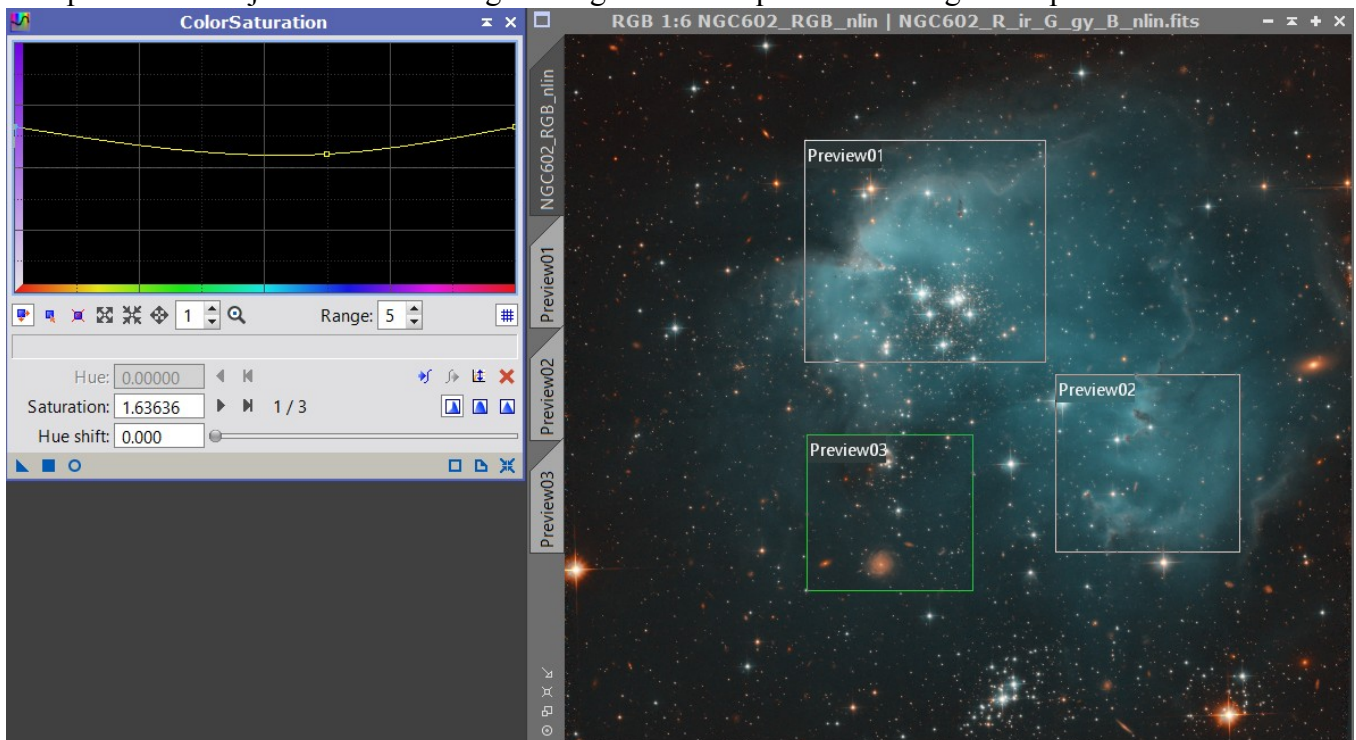 ColorSaturation
RGB 1:6 NGC602_RGB_nlin | NGC602_R_ir_G_gy_B_nlin.fits
NGC602_RGB_nlin
Preview01
Preview02
Preview03
Preview01
Preview02
Preview03
1
Range: 5
Hue: 0.00000
Saturation: 1.63636
1 / 3
Hue shift: 0.000